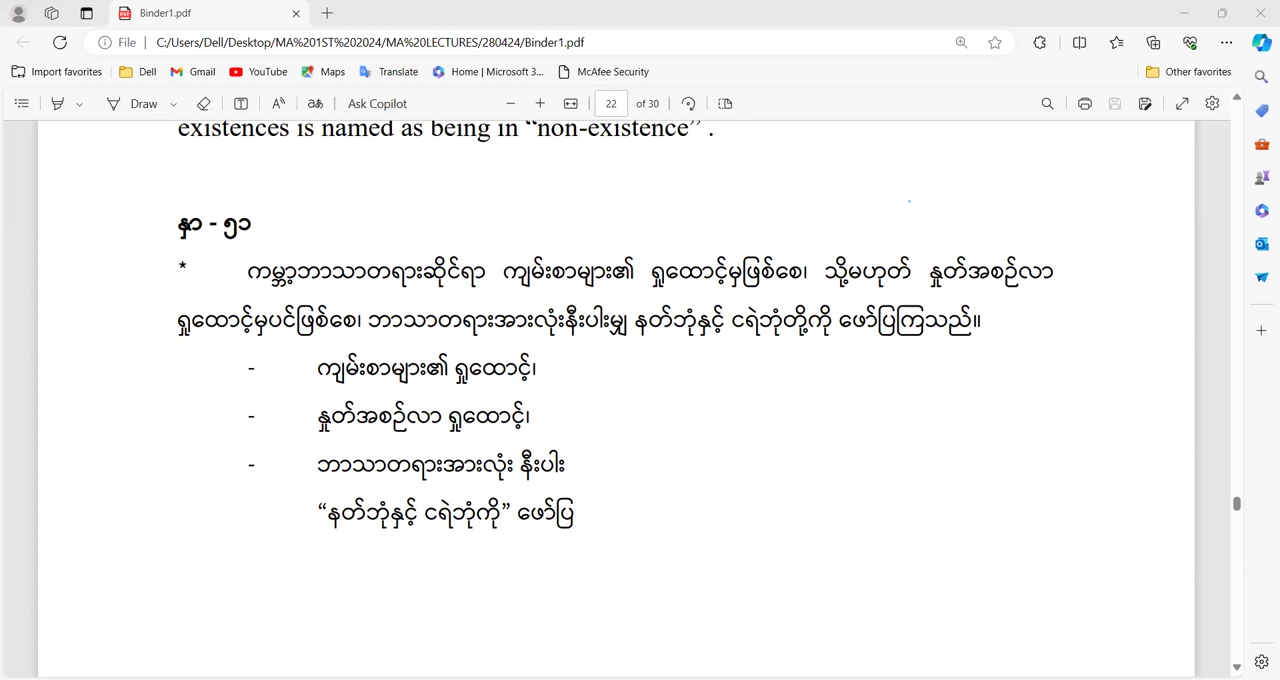 Binder1.pdf
File
C:/Users/Dell/Desktop/MA%201ST%202024/MA%20LECTURES/280424/Binder1.pdf
Import favorites
Dell
Gmail
YouTube
Maps
Translate
Home | Microsoft 3...
McAfee Security
Other favorites
Draw
Ask Copilot
22 of 30
existences is named as being in “non-existence” .
နှာ - ၅၁
* ကမ္ဘာ့ဘာသာတရားဆိုင်ရာ ကျမ်းစာများ၏ ရှုထောင့်မှဖြစ်စေ၊ သို့မဟုတ် နှုတ်အစဉ်လာ
ရှုထောင့်မှပင်ဖြစ်စေ၊ ဘာသာတရားအားလုံးနီးပါးမျှ နတ်ဘုံနှင့် ငရဲဘုံတို့ကို ဖော်ပြကြသည်။
- ကျမ်းစာများ၏ ရှုထောင့်၊
- နှုတ်အစဉ်လာ ရှုထောင့်၊
- ဘာသာတရားအားလုံး နီးပါး
“နတ်ဘုံနှင့် ငရဲဘုံကို” ဖော်ပြ